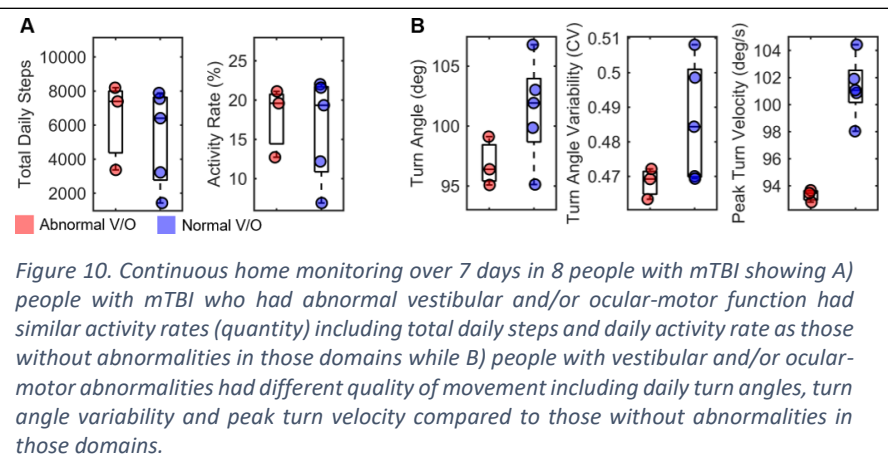 A
B
Total Daily Steps
10000
8000
6000
4000
2000
Activity Rate (%)
25
20
15
10
Turn Angle (deg)
105
100
95
Turn Angle Variability (CV)
0.51
0.5
0.49
0.48
0.47
Peak Turn Velocity (deg/s)
104
102
100
98
96
94
Abnormal V/O Normal V/O
Figure 10. Continuous home monitoring over 7 days in 8 people with mTBI showing A)
people with mTBI who had abnormal vestibular and/or ocular-motor function had
similar activity rates (quantity) including total daily steps and daily activity rate as those
without abnormalities in those domains while B) people with vestibular and/or ocular-
motor abnormalities had different quality of movement including daily turn angles, turn
angle variability and peak turn velocity compared to those without abnormalities in
those domains.